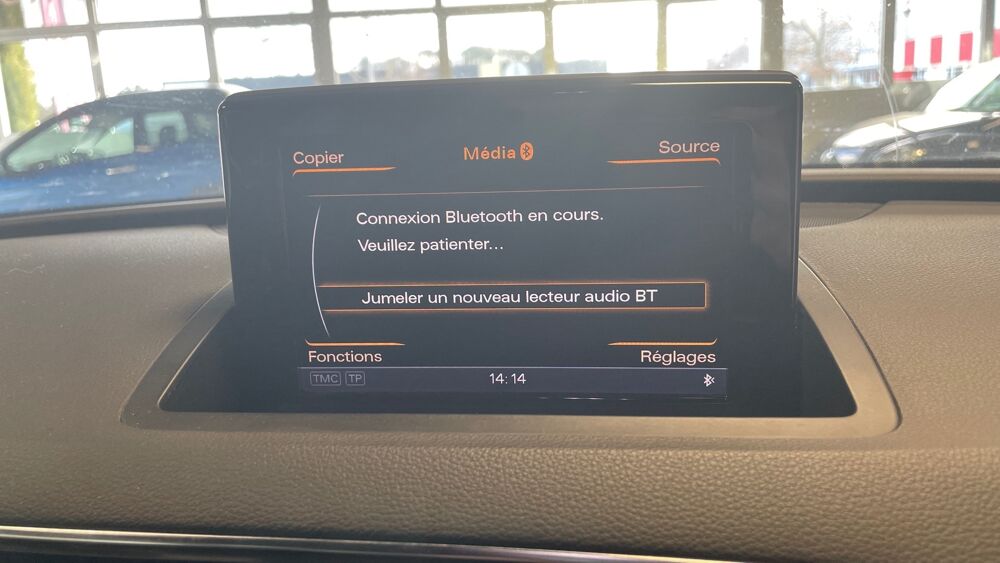 Copier
Média
Source
Connexion Bluetooth en cours.
Veuillez patienter...
Jumeler un nouveau lecteur audio BT
Fonctions
Réglages
TMC TP
14:14